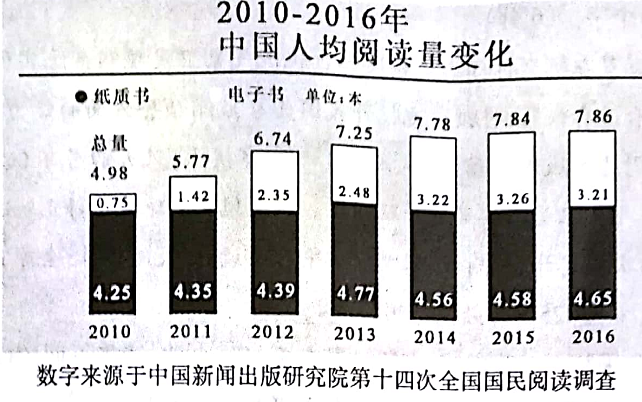 2010-2016年
中国人均阅读量变化
●纸质书 电子书 单位:本
总量
4.98 5.77 6.74 7.25 7.78 7.84 7.86
0.75 1.42 2.35 2.48 3.22 3.26 3.21
4.25 4.35 4.39 4.77 4.56 4.58 4.65
2010 2011 2012 2013 2014 2015 2016
数字来源于中国新闻出版研究院第十四次全国国民阅读调查